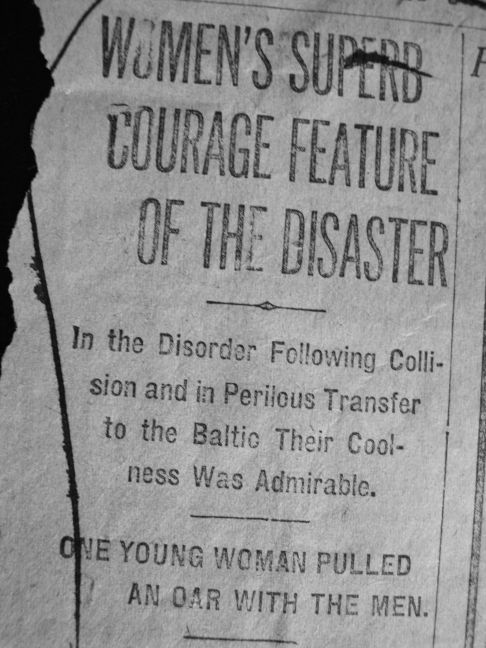 WOMEN'S SUPERB
COURAGE FEATURE
OF THE DISASTER
In the Disorder Following Colli-
sion and in Perilous Transfer
to the Baltic Their Cool-
ness Was Admirable.
ONE YOUNG WOMAN PULLED
AN OAR WITH THE MEN.